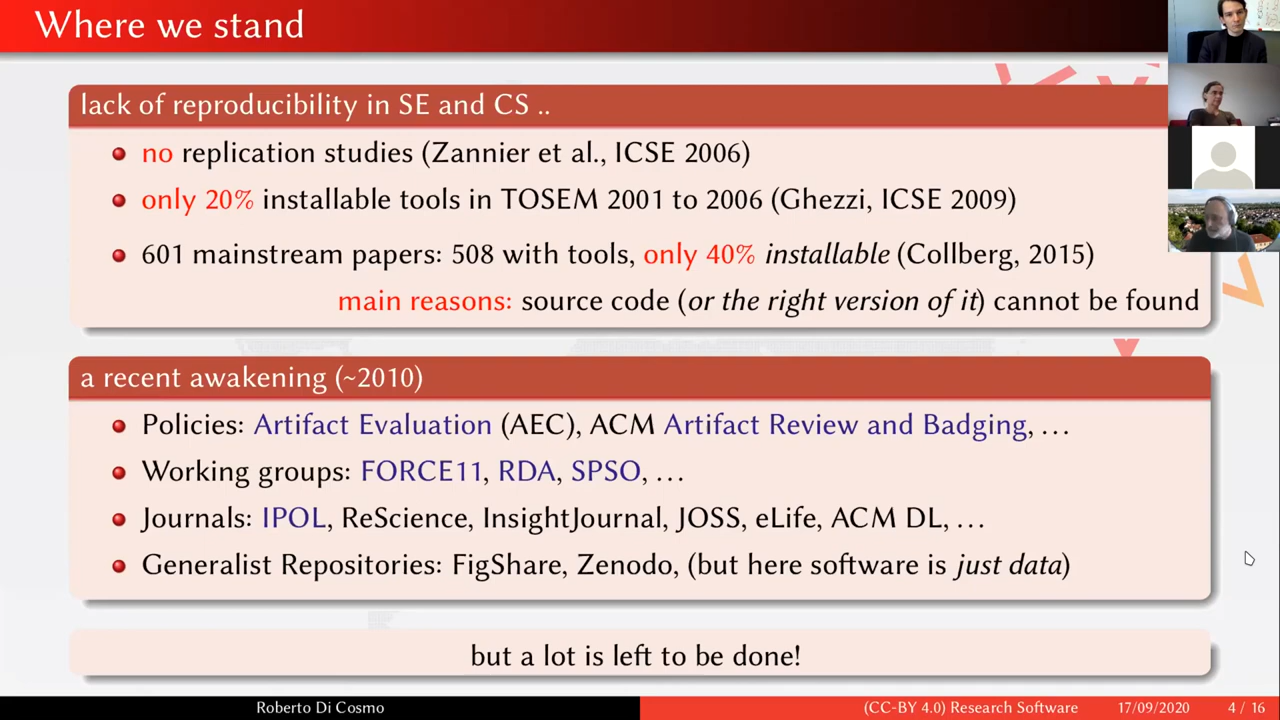 Where we stand
lack of reproducibility in SE and CS ..
no replication studies (Zannier et al., ICSE 2006)
only 20% installable tools in TOSEM 2001 to 2006 (Ghezzi, ICSE 2009)
601 mainstream papers: 508 with tools, only 40% installable (Collberg, 2015)
main reasons: source code (or the right version of it) cannot be found
a recent awakening (~2010)
Policies: Artifact Evaluation (AEC), ACM Artifact Review and Badging, ...
Working groups: FORCE11, RDA, SPSO, ...
Journals: IPOL, ReScience, InsightJournal, JOSS, eLife, ACM DL, ...
Generalist Repositories: FigShare, Zenodo, (but here software is just data)
but a lot is left to be done!
Roberto Di Cosmo (CC-BY 4.0) Research Software 17/09/2020 4 / 16